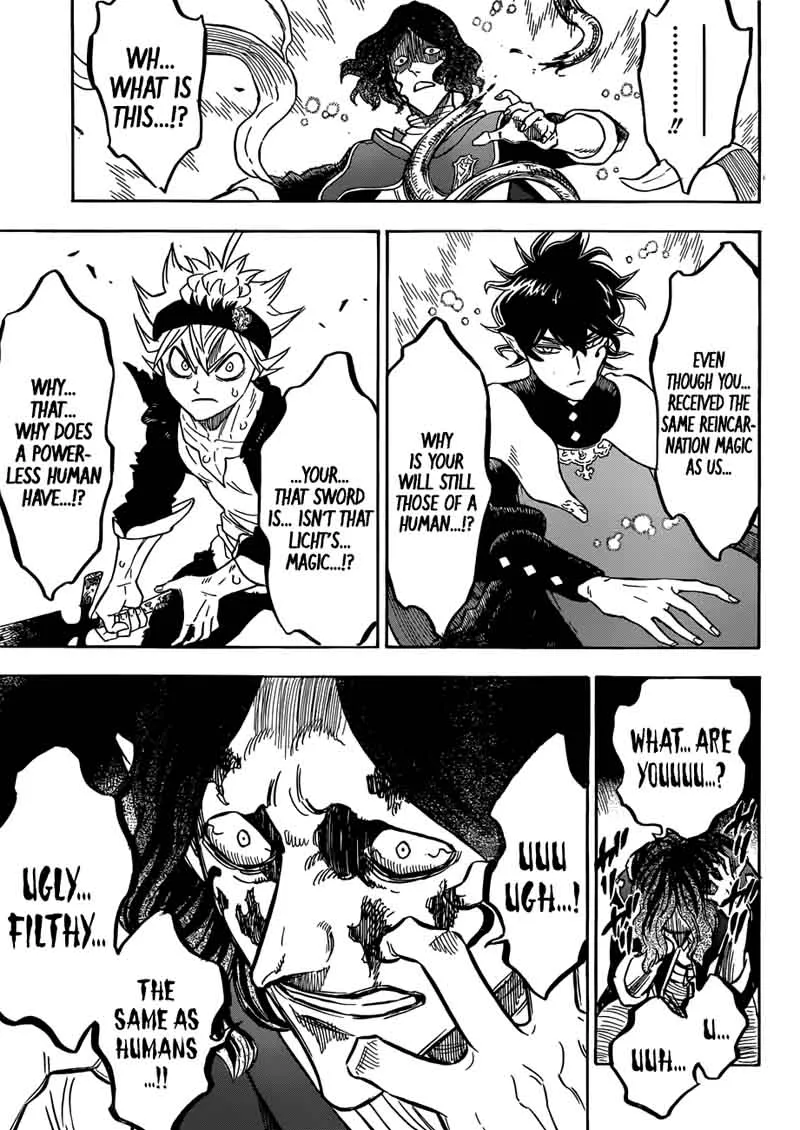 ........!!
WH...
WHAT IS
THIS...!?
EVEN
THOUGH YOU...
RECEIVED THE
SAME REINCAR-
NATION MAGIC
AS US...
WHY
IS YOUR
WILL STILL
THOSE OF A
HUMAN...!?
...YOUR...
THAT SWORD
IS... ISN'T THAT
LICHT'S...
MAGIC...!?
WHY...
THAT...
WHY DOES
A POWER-
LESS HUMAN
HAVE...!?
WHAT... ARE
YOUUUU...?
U...
UUH...
UUU
UGH...!
UGLY...
FILTHY...
THE
SAME AS
HUMANS
...!!